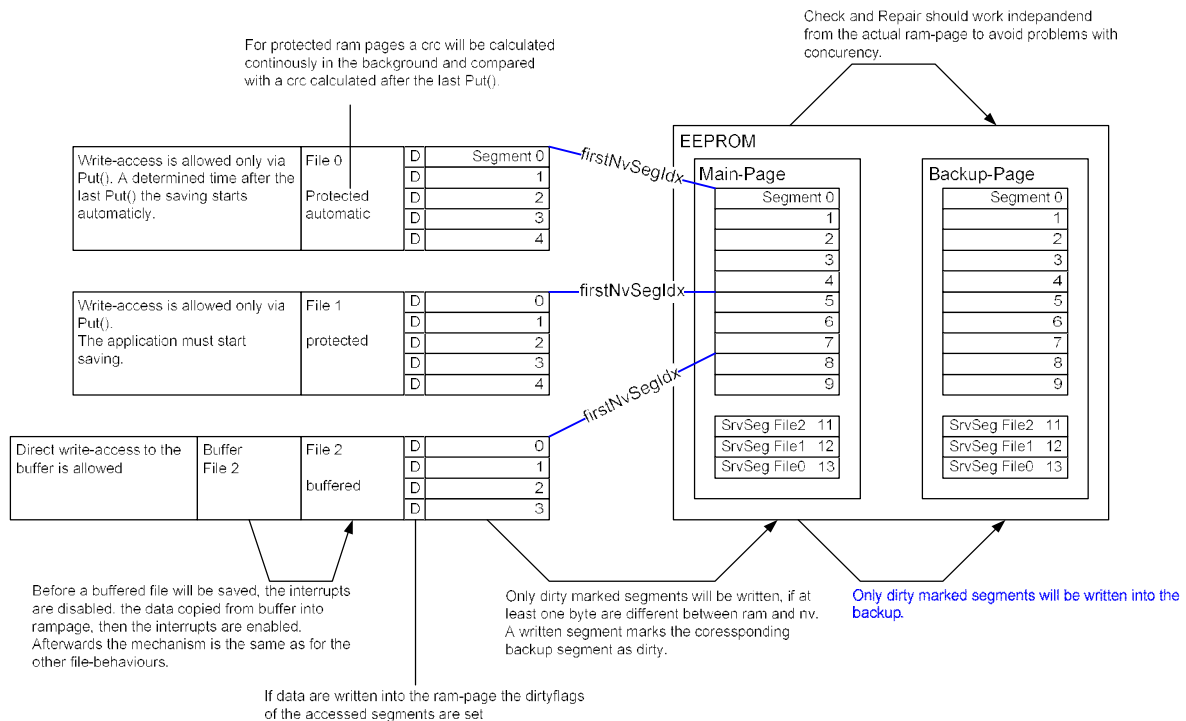 Check and Repair should work independend
from the actual ram-page to avoid problems with
concurency.
For protected ram pages a crc will be calculated
continously in the background and compared
with a crc calculated after the last Put().
Write-access is allowed only via
Put(). A determined time after the
last Put() the saving starts
automaticly.
File 0
Protected
automatic
D Segment 0
D 1
D 2
D 3
D 4
firstNvSegIdx
Write-access is allowed only via
Put().
The application must start
saving.
File 1
protected
D 0
D 1
D 2
D 3
D 4
firstNvSegIdx
Direct write-access to the
buffer is allowed
Buffer
File 2
File 2
buffered
D 0
D 1
D 2
D 3
firstNvSegIdx
EEPROM
Main-Page
Segment 0
1
2
3
4
5
6
7
8
9
SrvSeg File2 11
SrvSeg File1 12
SrvSeg File0 13
Backup-Page
Segment 0
1
2
3
4
5
6
7
8
9
SrvSeg File2 11
SrvSeg File1 12
SrvSeg File0 13
Before a buffered file will be saved, the interrupts
are disabled. the data copied from buffer into
rampage, then the interrupts are enabled.
Afterwards the mechanism is the same as for the
other file-behaviours.
If data are written into the ram-page the dirtyflags
of the accessed segments are set
Only dirty marked segments will be written, if at
least one byte are different between ram and nv.
A written segment marks the coressponding
backup segment as dirty.
Only dirty marked segments will be written into the
backup.